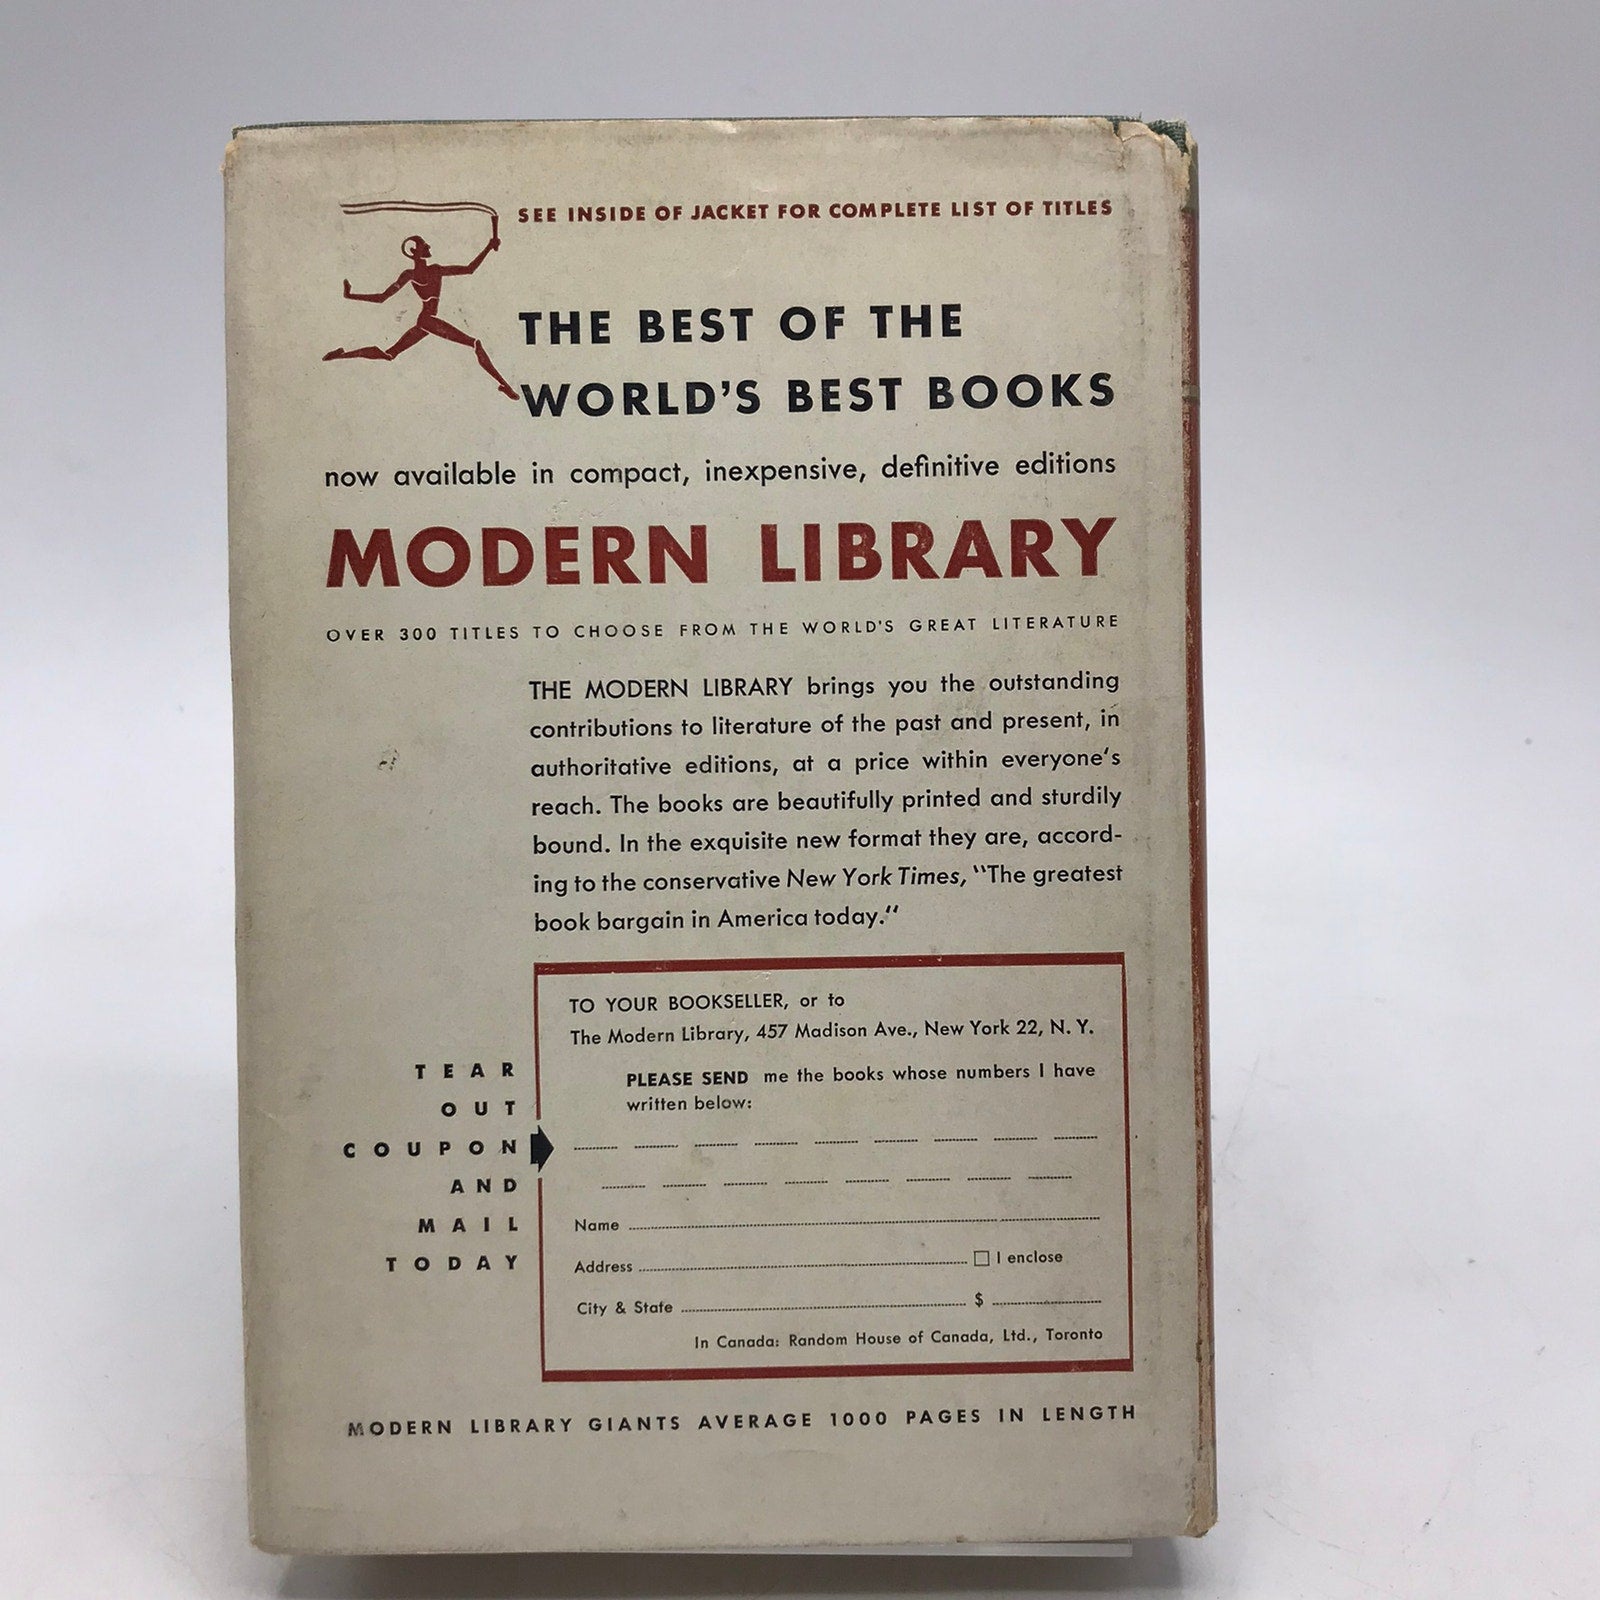 SEE INSIDE OF JACKET FOR COMPLETE LIST OF TITLES
THE BEST OF THE
WORLD'S BEST BOOKS
now available in compact, inexpensive, definitive editions
MODERN LIBRARY
OVER 300 TITLES TO CHOOSE FROM THE WORLD'S GREAT LITERATURE
THE MODERN LIBRARY brings you the outstanding
contributions to literature of the past and present, in
authoritative editions, at a price within everyone's
reach. The books are beautifully printed and sturdily
bound. In the exquisite new format they are, accord-
ing to the conservative New York Times, "The greatest
book bargain in America today."
TEAR
OUT
COUPON
AND
MAIL
TODAY
TO YOUR BOOKSELLER, or to
The Modern Library, 457 Madison Ave., New York 22, N. Y.
PLEASE SEND me the books whose numbers I have
written below:
Name
Address I enclose
City & State $
In Canada: Random House of Canada, Ltd., Toronto
MODERN LIBRARY GIANTS AVERAGE 1000 PAGES IN LENGTH